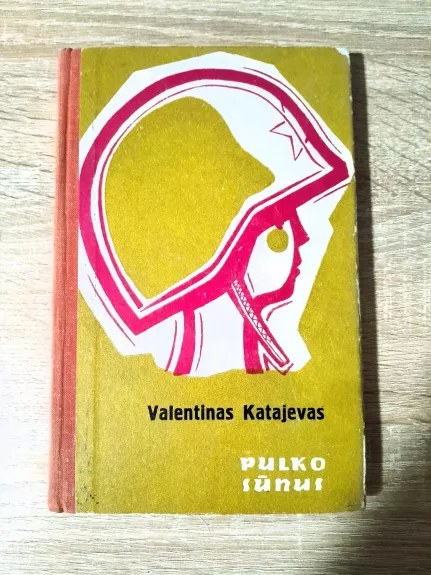 Valentinas Katajevas
PULKO
SŪNUS